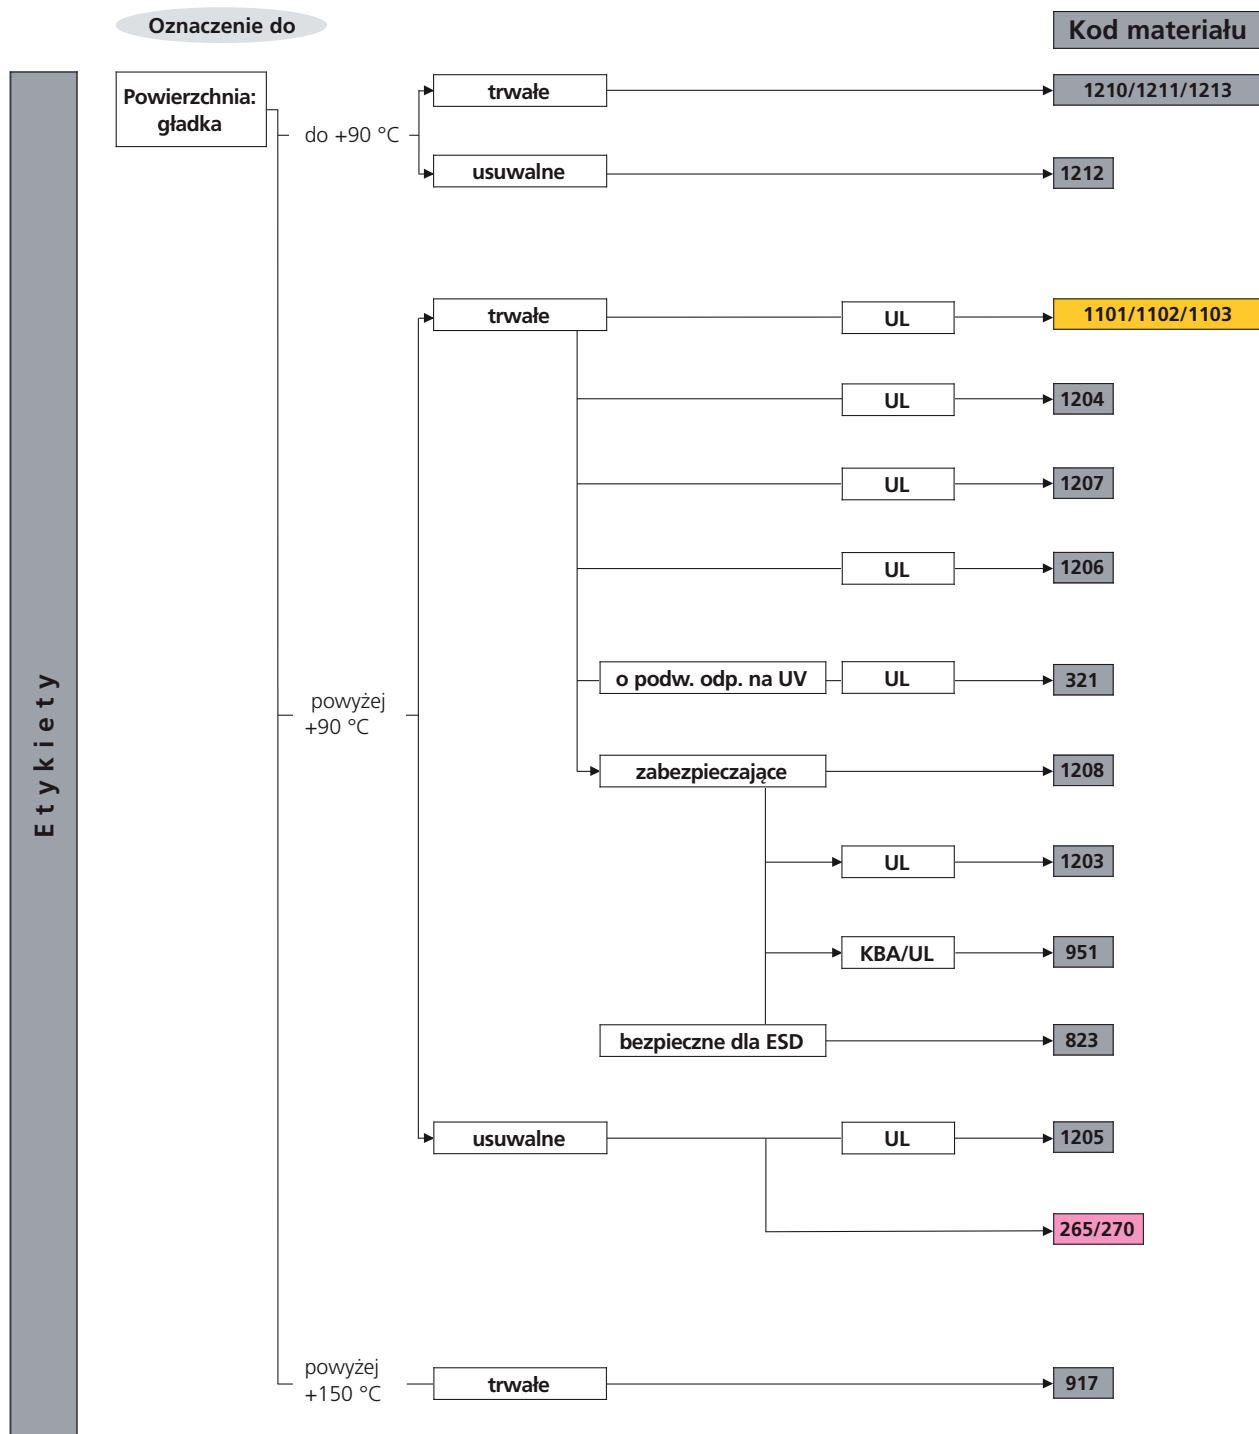 Oznaczenie do
Kod materiału
Etykiety
Powierzchnia:
gładka
do +90 °C
trwałe
1210/1211/1213
usuwalne
1212
powyżej
+90 °C
trwałe
UL
1101/1102/1103
UL
1204
UL
1207
UL
1206
o podw. odp. na UV
UL
321
zabezpieczające
1208
UL
1203
KBA/UL
951
bezpieczne dla ESD
823
usuwalne
UL
1205
265/270
powyżej
+150 °C
trwałe
917